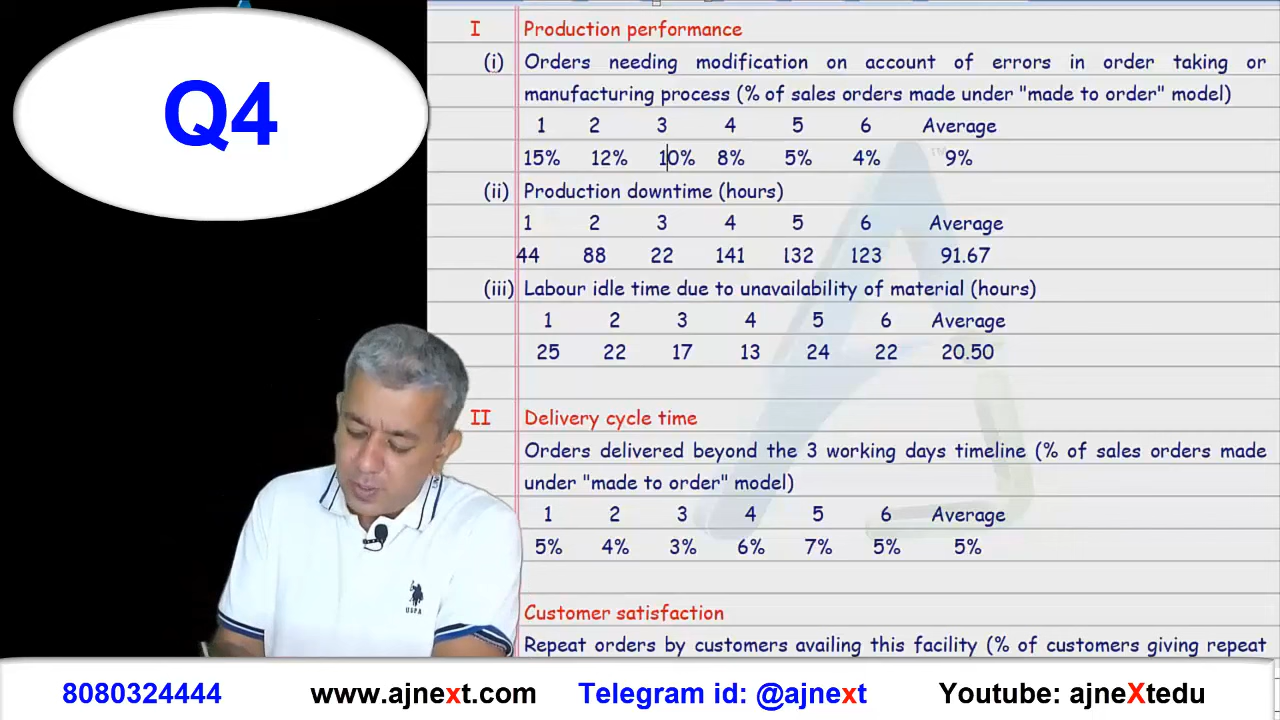 Q4
I Production performance
(i) Orders needing modification on account of errors in order taking or
manufacturing process (% of sales orders made under "made to order" model)
1 2 3 4 5 6 Average
15% 12% 10% 8% 5% 4% 9%
(ii) Production downtime (hours)
1 2 3 4 5 6 Average
44 88 22 141 132 123 91.67
(iii) Labour idle time due to unavailability of material (hours)
1 2 3 4 5 6 Average
25 22 17 13 24 22 20.50
II Delivery cycle time
Orders delivered beyond the 3 working days timeline (% of sales orders made
under "made to order" model)
1 2 3 4 5 6 Average
5% 4% 3% 6% 7% 5% 5%
Customer satisfaction
Repeat orders by customers availing this facility (% of customers giving repeat
USPA
8080324444 www.ajnext.com Telegram id: @ajnext Youtube: ajneXtedu